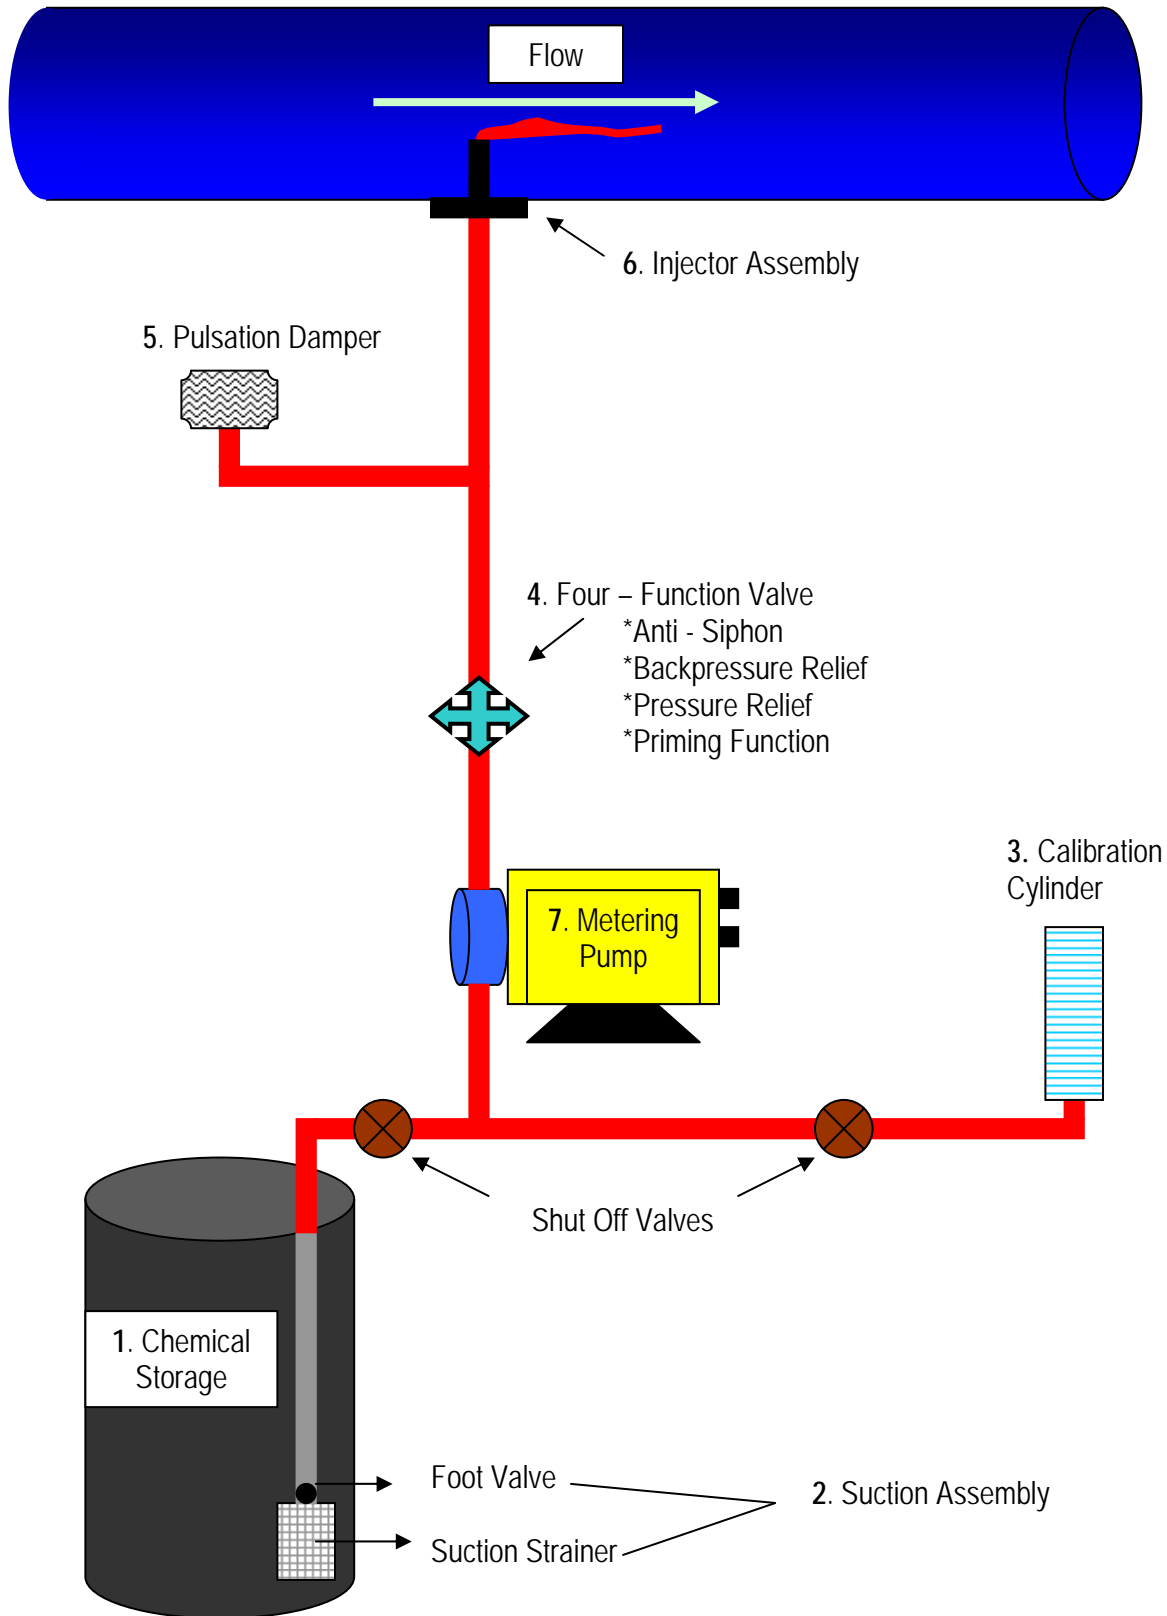 Flow
6. Injector Assembly
5. Pulsation Damper
4. Four – Function Valve
*Anti - Siphon
*Backpressure Relief
*Pressure Relief
*Priming Function
3. Calibration
Cylinder
7. Metering
Pump
Shut Off Valves
1. Chemical
Storage
Foot Valve
2. Suction Assembly
Suction Strainer